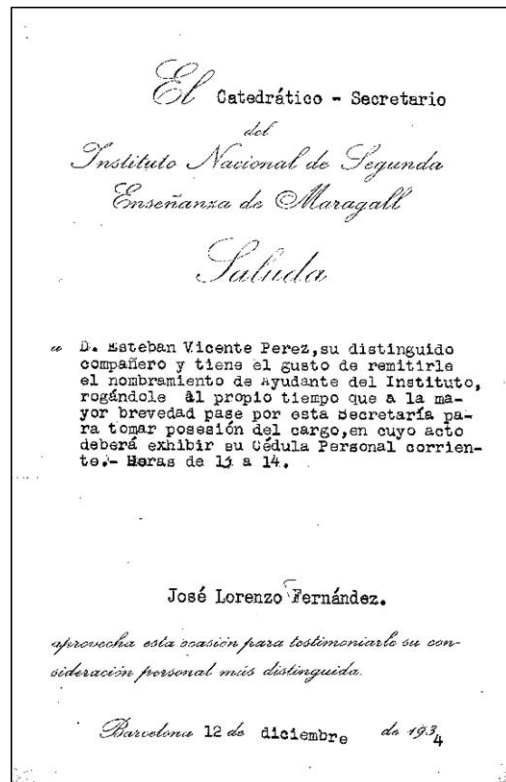 El Catedrático - Secretario
del
Instituto Nacional de Segunda
Enseñanza de Maragall
Saluda
a D. Esteban Vicente Perez,su distinguido
compañero y tiene el gusto de remitirle
el nombramiento de Ayudante del Instituto,
rogándole al propio tiempo que a la ma-
yor brevedad pase por esta Secretaría pa-
ra tomar posesión del cargo,en cuyo acto
deberá exhibir su Cédula Personal corrien-
te.- Horas de 11 a 14.
José Lorenzo Fernández.
aprovecha esta ocasión para testimoniarle su con-
sideración personal más distinguida.
Barcelona 12 de diciembre de 1934